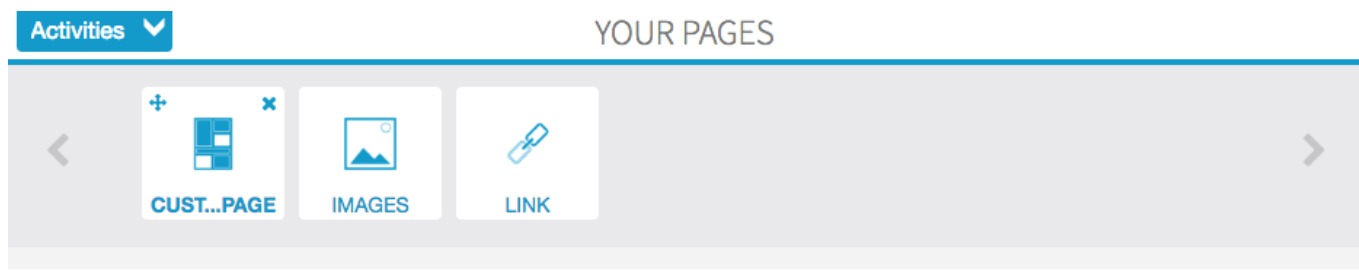 Activities
YOUR PAGES
CUST...PAGE
IMAGES
LINK